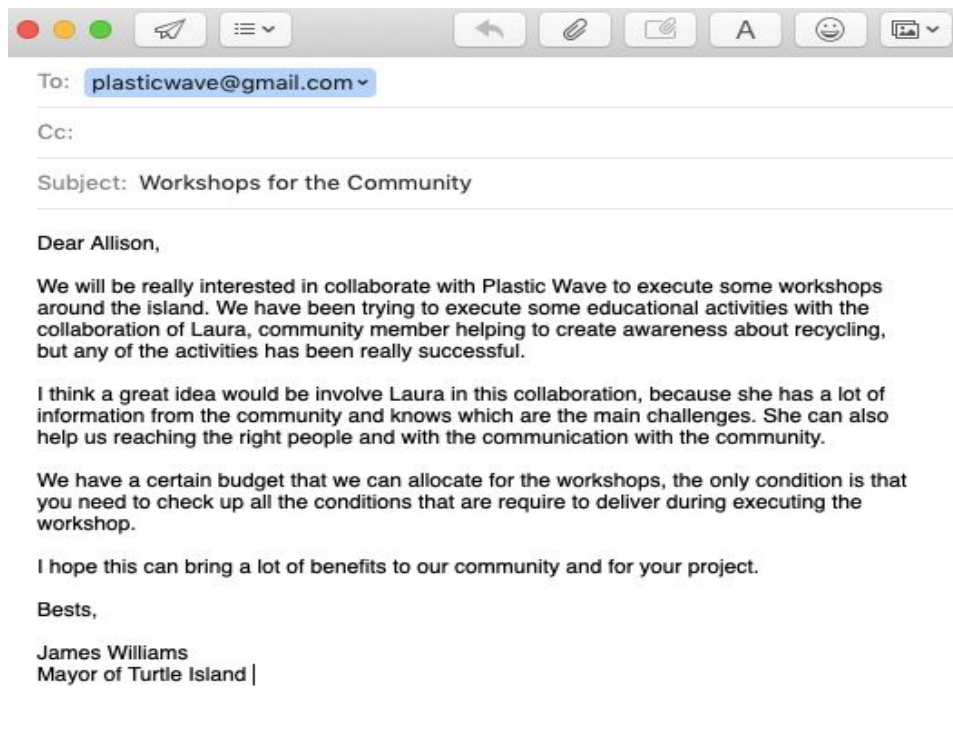 A
To: plasticwave@gmail.com
Cc:
Subject: Workshops for the Community
Dear Allison,
We will be really interested in collaborate with Plastic Wave to execute some workshops
around the island. We have been trying to execute some educational activities with the
collaboration of Laura, community member helping to create awareness about recycling,
but any of the activities has been really successful.
I think a great idea would be involve Laura in this collaboration, because she has a lot of
information from the community and knows which are the main challenges. She can also
help us reaching the right people and with the communication with the community.
We have a certain budget that we can allocate for the workshops, the only condition is that
you need to check up all the conditions that are require to deliver during executing the
workshop.
I hope this can bring a lot of benefits to our community and for your project.
Bests,
James Williams
Mayor of Turtle Island